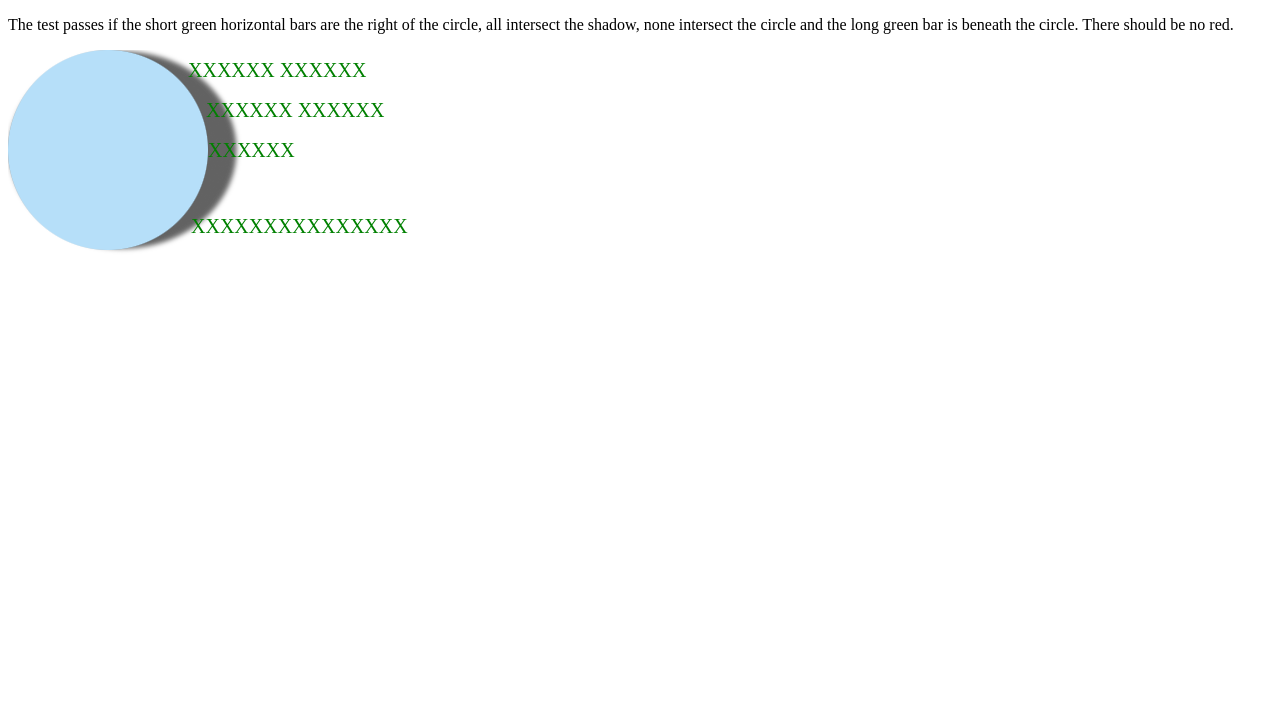 The test passes if the short green horizontal bars are the right of the circle, all intersect the shadow, none intersect the circle and the long green bar is beneath the circle. There should be no red.
XXXXXX XXXXXX
XXXXXX XXXXXX
XXXXXX
XXXXXXXXXXXXXXX